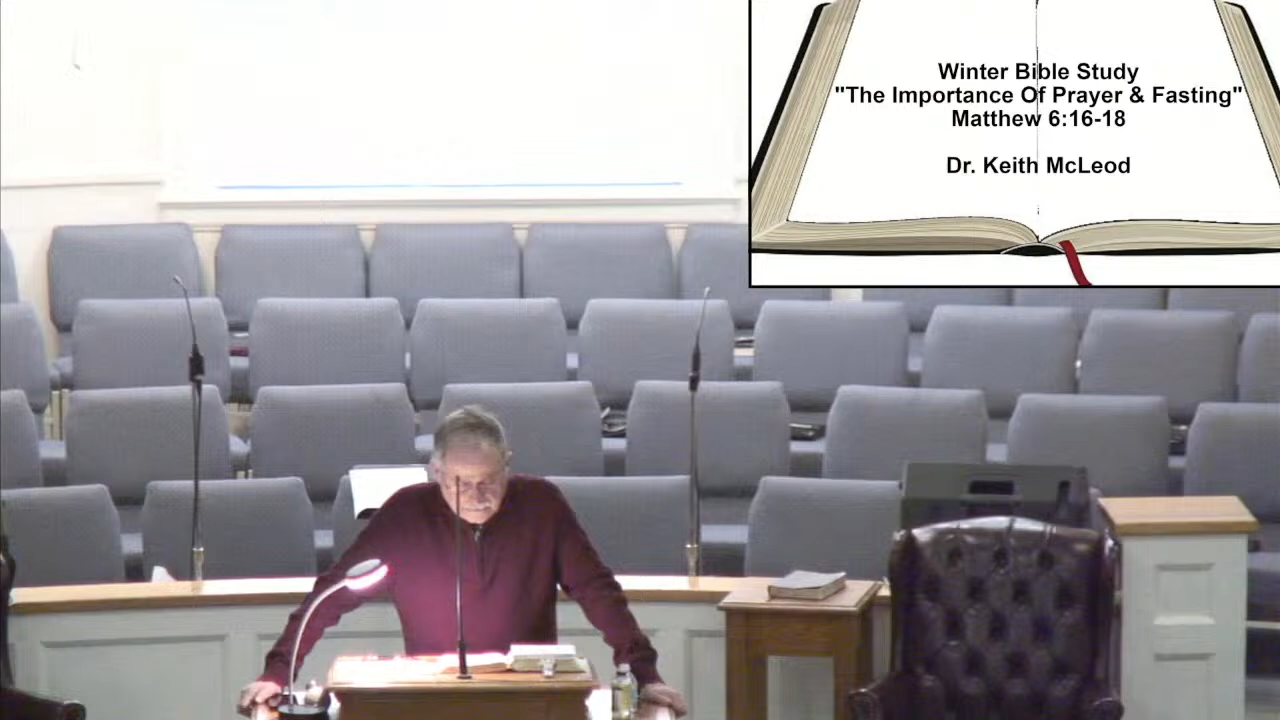 Winter Bible Study
"The Importance Of Prayer & Fasting"
Matthew 6:16-18
Dr. Keith McLeod